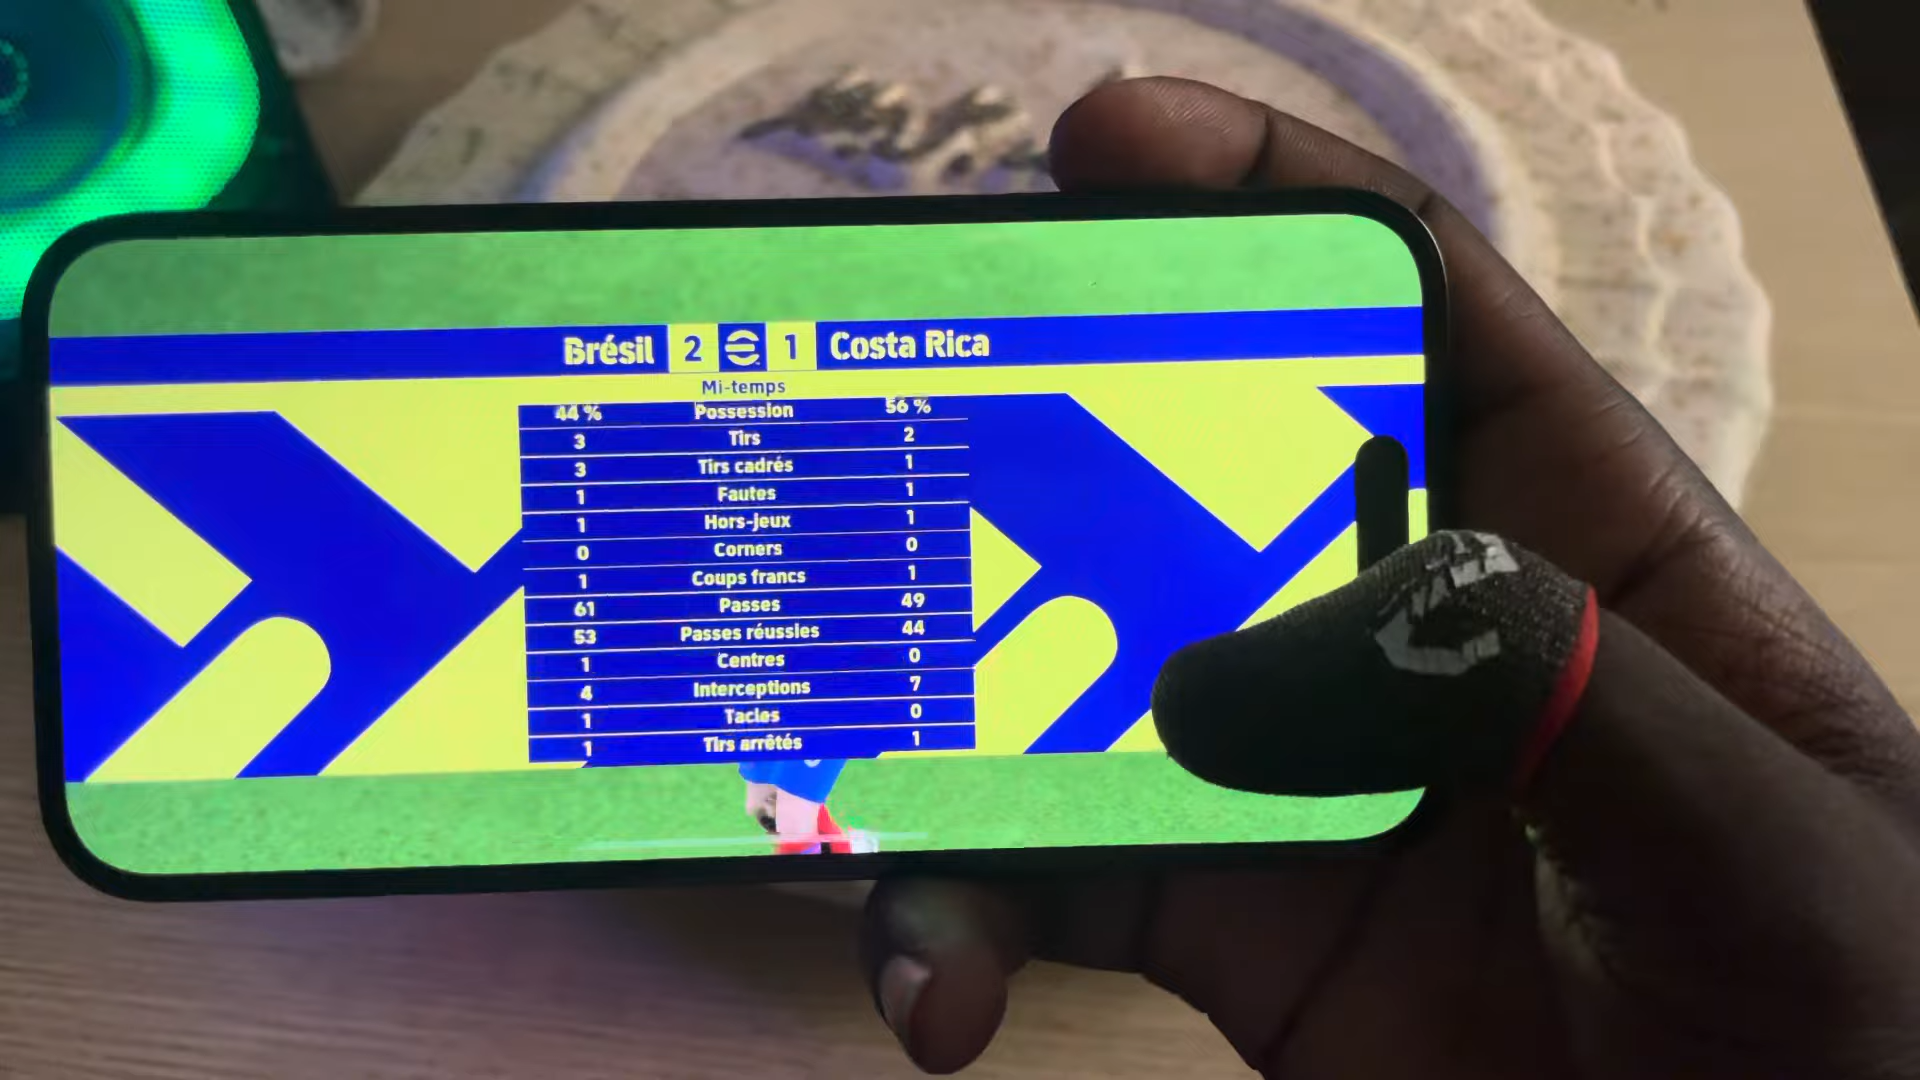 Brésil 2 1 Costa Rica
Mi-temps
44 % Possession 56 %
3 Tirs 2
3 Tirs cadrés 1
1 Fautes 1
1 Hors-jeux 1
0 Corners 0
1 Coups francs 1
61 Passes 49
53 Passes réussies 44
1 Centres 0
4 Interceptions 7
1 Tacles 0
1 Tirs arrêtés 1